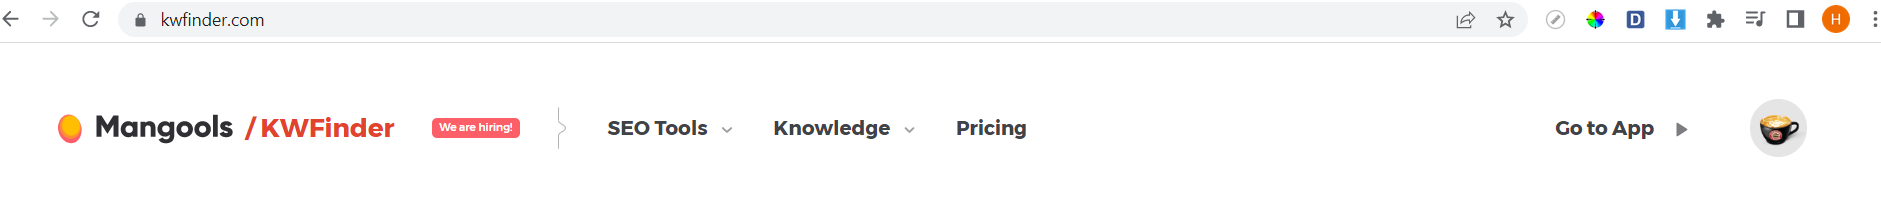 kwfinder.com
D
H
Mangools / KWFinder
We are hiring!
SEO Tools
Knowledge
Pricing
Go to App